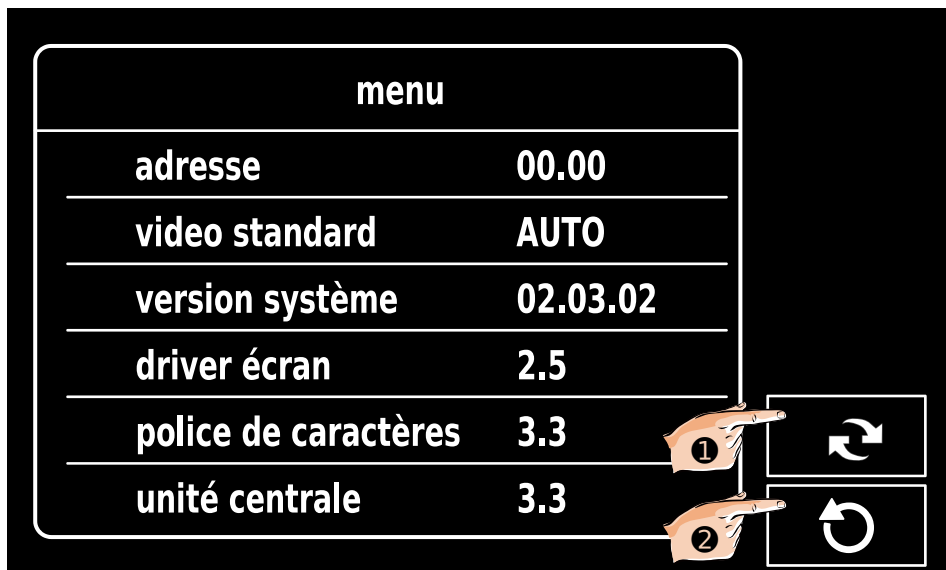 menu
adresse 00.00
video standard AUTO
version système 02.03.02
driver écran 2.5
police de caractères 3.3
❶
unité centrale 3.3
❷